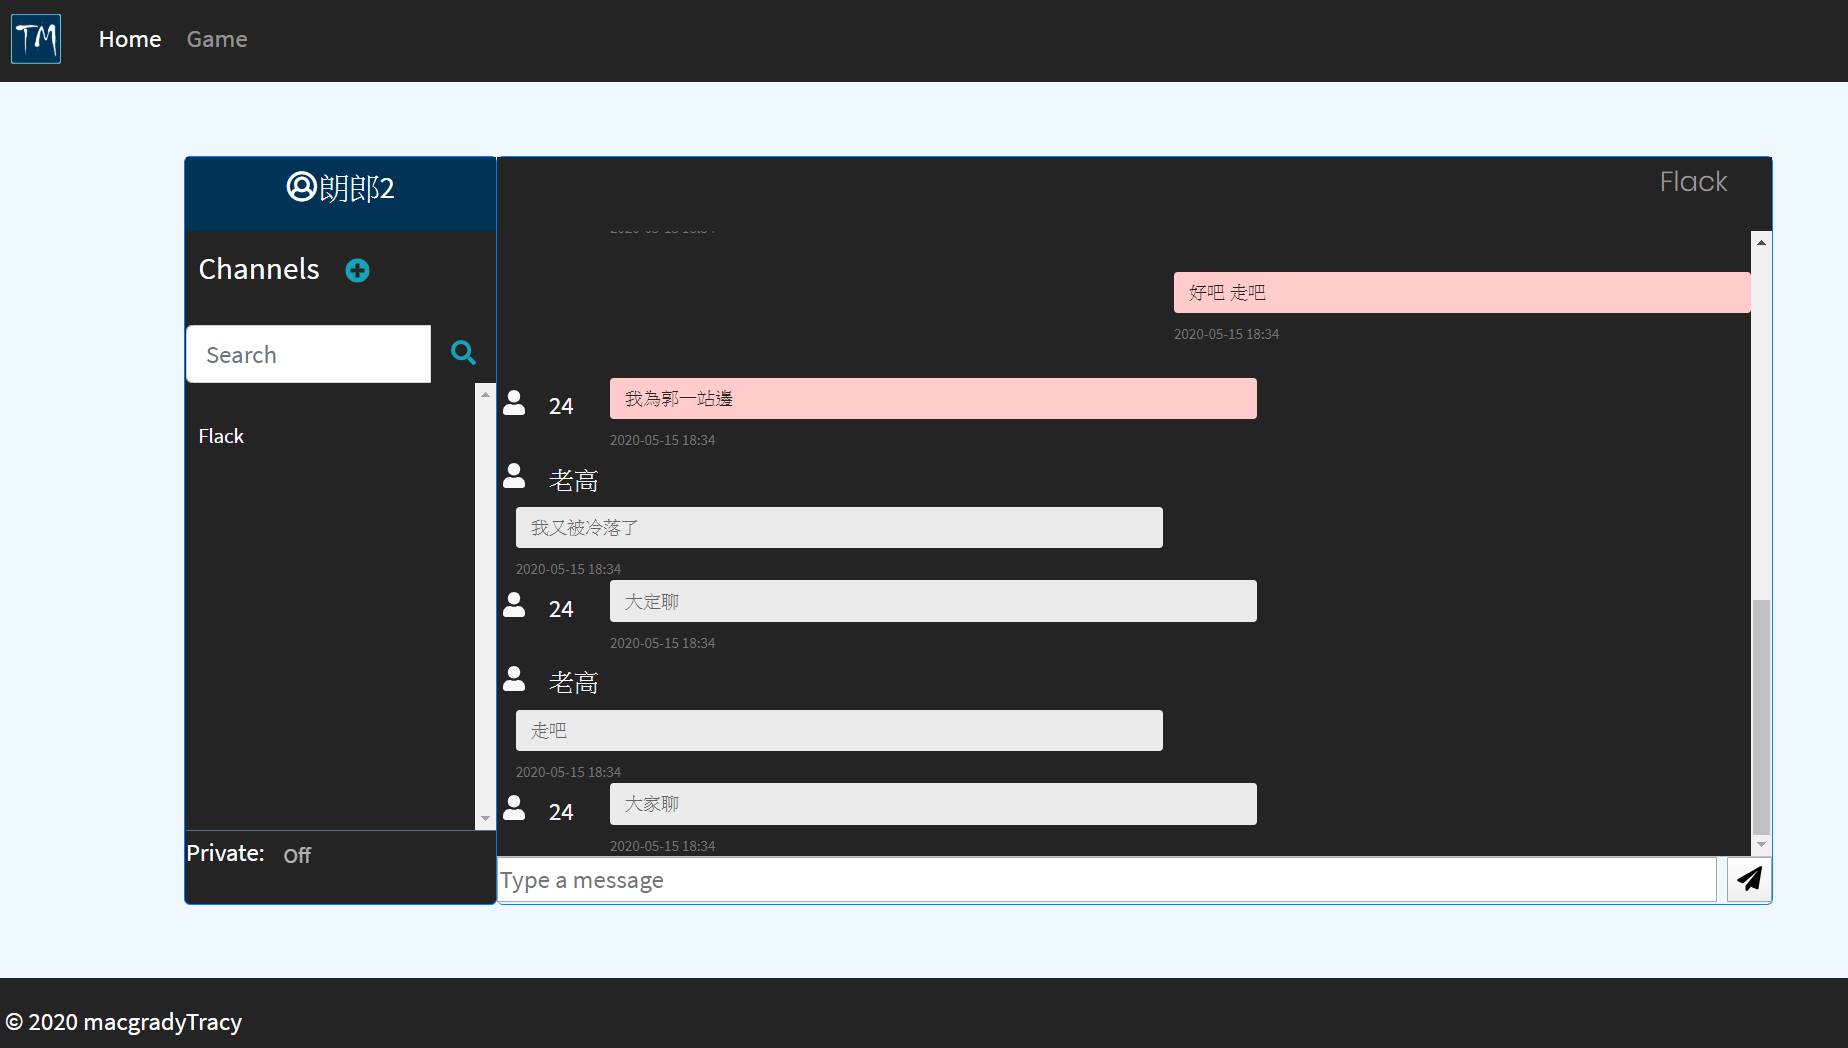 TM
Home
Game
朗郎2
Flack
Channels
Search
Flack
Private:
Off
好吧 走吧
2020-05-15 18:34
24
我為郭一站邊
2020-05-15 18:34
老高
我又被冷落了
2020-05-15 18:34
24
大定聊
2020-05-15 18:34
老高
走吧
2020-05-15 18:34
24
大家聊
2020-05-15 18:34
Type a message
© 2020 macgradyTracy